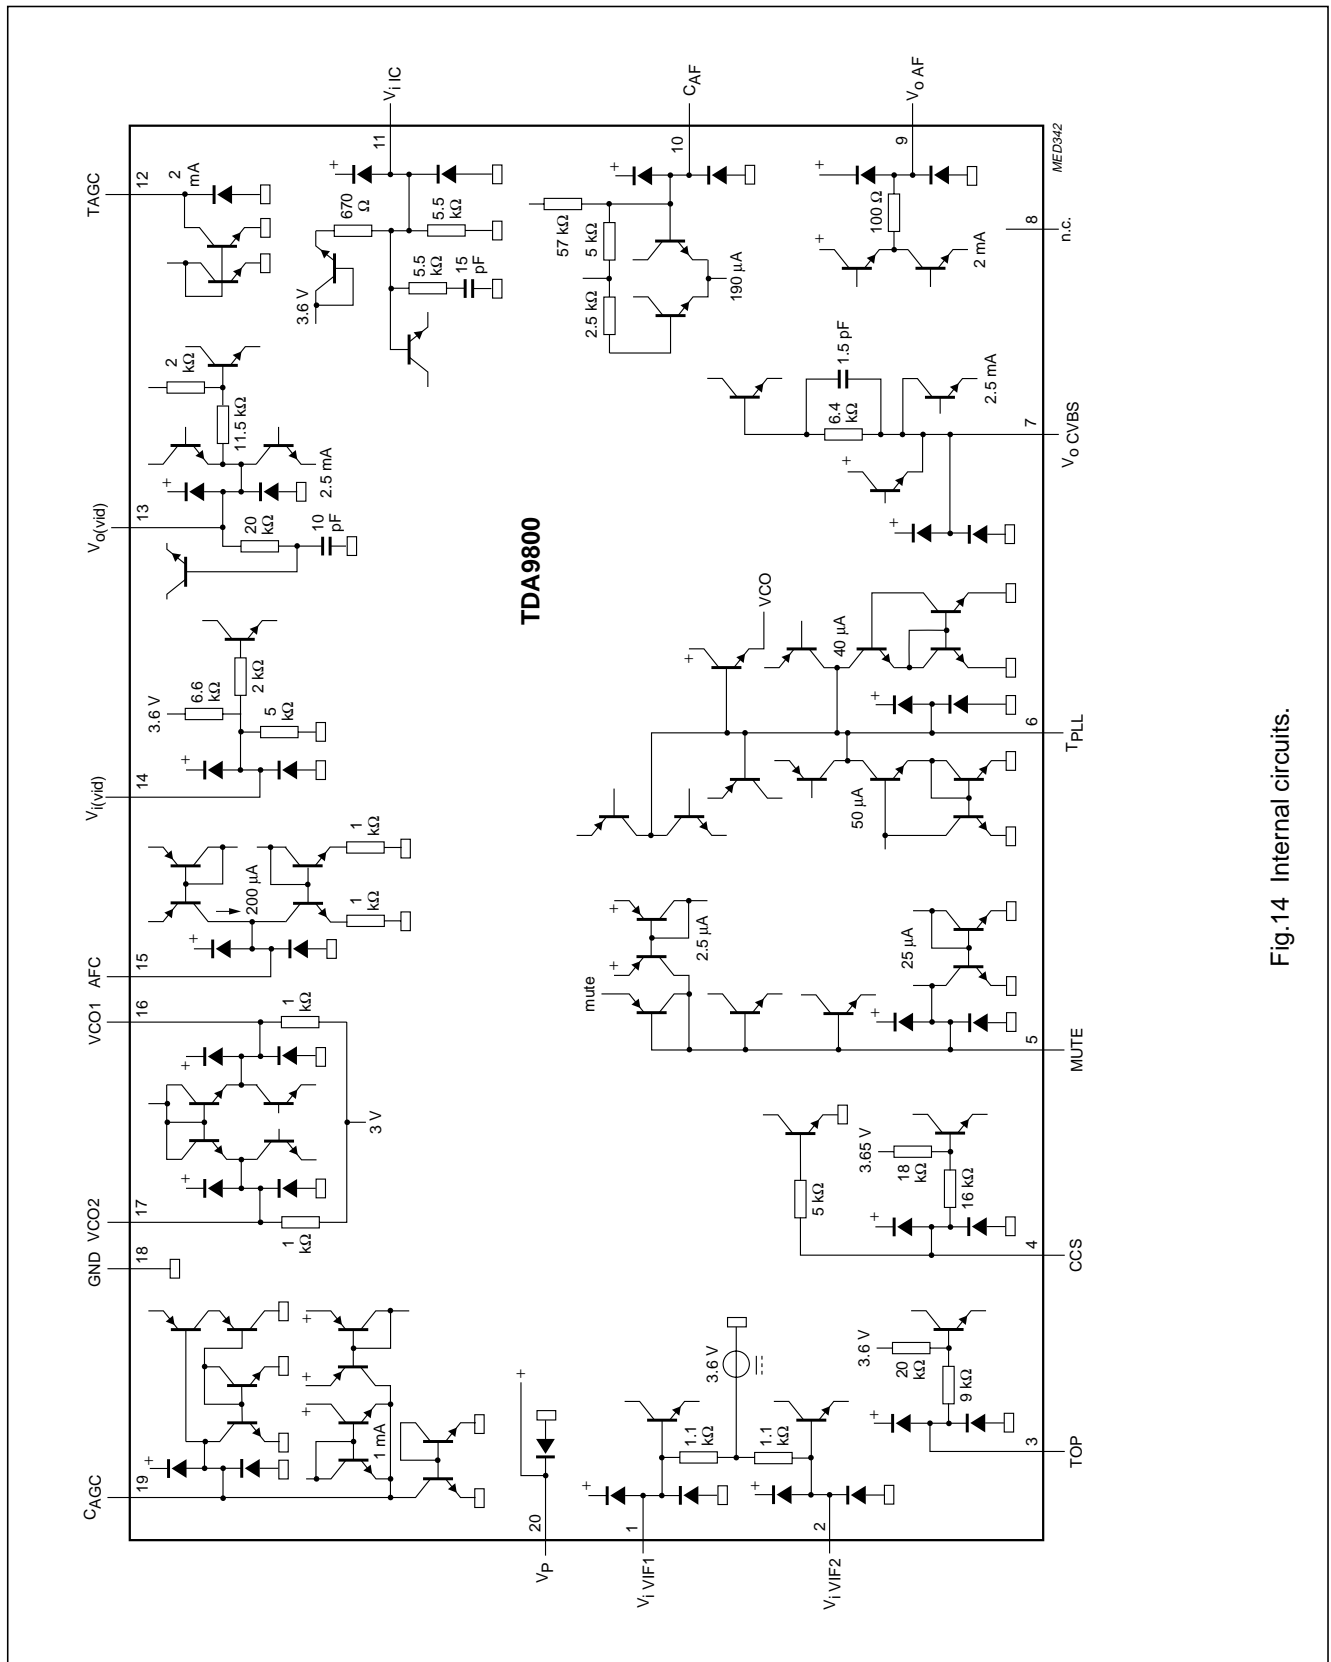 TAGC
12
2
mA
Vi IC
11
670
Ω
5.5
kΩ
5.5
kΩ
15
pF
3.6 V
CAF
10
57 kΩ
5 kΩ
2.5 kΩ
190 µA
Vo AF
9
100 Ω
2 mA
8
n.c.
MED342
2
kΩ
11.5 kΩ
2.5 mA
Vo(vid)
13
20
kΩ
10
pF
1.5 pF
6.4
kΩ
2.5 mA
7
Vo CVBS
TDA9800
3.6 V
6.6
kΩ
2 kΩ
5
kΩ
Vi(vid)
14
VCO
40 µA
6
TPLL
50 µA
1
kΩ
1
kΩ
200 µA
AFC
15
mute
2.5 µA
25 µA
5
MUTE
VCO1
16
1
kΩ
3 V
VCO2
17
1
kΩ
GND
18
5 kΩ
3.65 V
18
kΩ
16 kΩ
4
CCS
CAGC
19
1 mA
VP
20
+
3.6 V
1.1
kΩ
1.1
kΩ
1
Vi VIF1
2
Vi VIF2
3.6 V
20
kΩ
9 kΩ
3
TOP
Fig.14 Internal circuits.